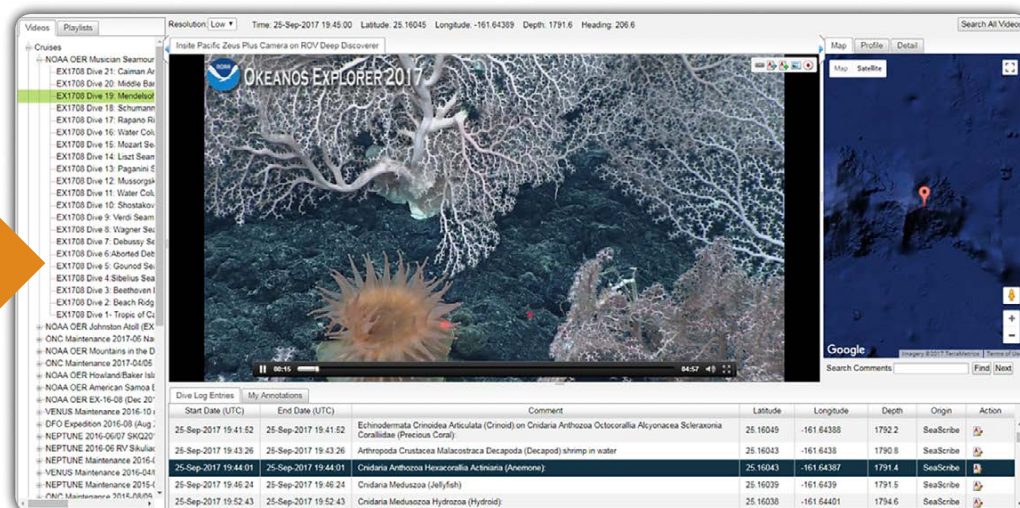 Videos Playlists
Cruises
NOAA OER Musician Seamour
EX1708 Dive 21: Caiman Ar
EX1708 Dive 20: Middle Bar
EX1708 Dive 19: Mendelsof
EX1708 Dive 18: Schumann
EX1708 Dive 17: Rapano Ri
EX1708 Dive 16: Water Colu
EX1708 Dive 15: Mozart Se
EX1708 Dive 14: Liszt Seam
EX1708 Dive 13: Paganini S
EX1708 Dive 12: Mussorgsk
EX1708 Dive 11: Water Colu
EX1708 Dive 10: Shostakov
EX1708 Dive 9: Verdi Seam
EX1708 Dive 8: Wagner Sea
EX1708 Dive 7: Debussy Se
EX1708 Dive 6:Aborted Deb
EX1708 Dive 5: Gounod Sea
EX1708 Dive 4:Sibelius Sea
EX1708 Dive 3: Beethoven
EX1708 Dive 2: Beach Ridg
EX1708 Dive 1- Tropic of Ca
NOAA OER Johnston Atoll (EX
ONC Maintenance 2017-06 Na
NOAA OER Mountains in the D
ONC Maintenance 2017-04/05
NOAA OER Howland/Baker Isla
NOAA OER American Samoa E
NOAA OER EX-16-08 (Dec 20
VENUS Maintenance 2016-10
DFO Expedition 2016-08 (Aug
NEPTUNE 2016-06/07 SKQ20
NEPTUNE 2016-06 RV Sikuliac
NEPTUNE Maintenance 2016-0
VENUS Maintenance 2016-04/
NEPTUNE Maintenance 2015-
ONC Maintenance 2015-08/09
Resolution: Low Time: 25-Sep-2017 19:45:00 Latitude: 25.16045 Longitude: -161.64389 Depth: 1791.6 Heading: 206.6
Search All Videos
Insite Pacific Zeus Plus Camera on ROV Deep Discoverer
NOAA
OKEANOS EXPLORER 2017
00:15 04:57
Map Profile Detail
Map Satellite
Google
Imagery ©2017 TerraMetrics Terms of Use
Search Comments Find Next
Dive Log Entries My Annotations
Start Date (UTC) End Date (UTC) Comment Latitude Longitude Depth Origin Action
25-Sep-2017 19:41:52 25-Sep-2017 19:41:52 Echinodermata Crinoidea Articulata (Crinoid):on Cnidaria Anthozoa Octocorallia Alcyonacea Scleraxonia 25.16049 -161.64388 1792.2 SeaScribe
Coralliidae (Precious Coral):
25-Sep-2017 19:43:26 25-Sep-2017 19:43:26 Arthropoda Crustacea Malacostraca Decapoda (Decapod):shrimp in water 25.16043 -161.6438 1790.8 SeaScribe
25-Sep-2017 19:44:01 25-Sep-2017 19:44:01 Cnidaria Anthozoa Hexacorallia Actiniaria (Anemone): 25.16043 -161.64387 1791.4 SeaScribe
25-Sep-2017 19:46:24 25-Sep-2017 19:46:24 Cnidaria Medusozoa (Jellyfish) 25.16039 -161.6439 1791.5 SeaScribe
25-Sep-2017 19:52:43 25-Sep-2017 19:52:43 Cnidaria Medusozoa Hydrozoa (Hydroid): 25.16038 -161.64401 1794.6 SeaScribe